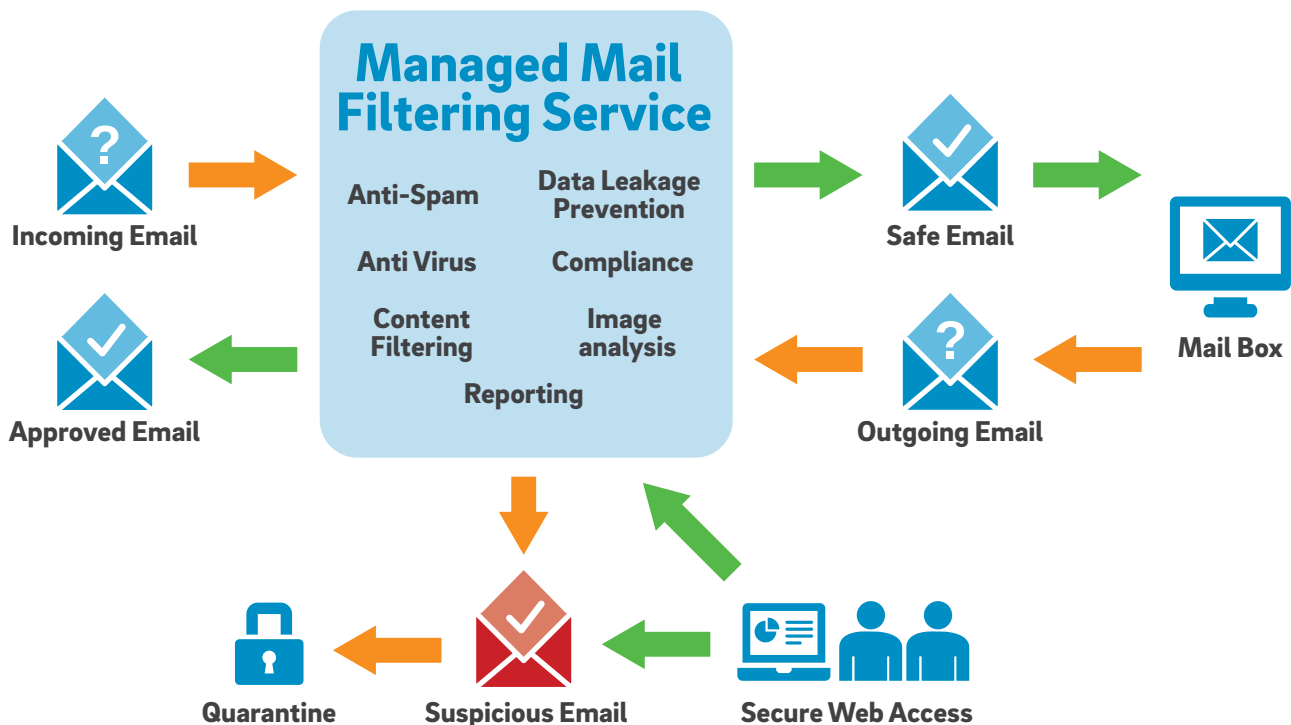 Managed Mail
Filtering Service
?
Incoming Email
Anti-Spam
Data Leakage
Prevention
Safe Email
Anti Virus
Compliance
Content
Filtering
Image
analysis
Reporting
Approved Email
?
Outgoing Email
Mail Box
Quarantine
Suspicious Email
Secure Web Access